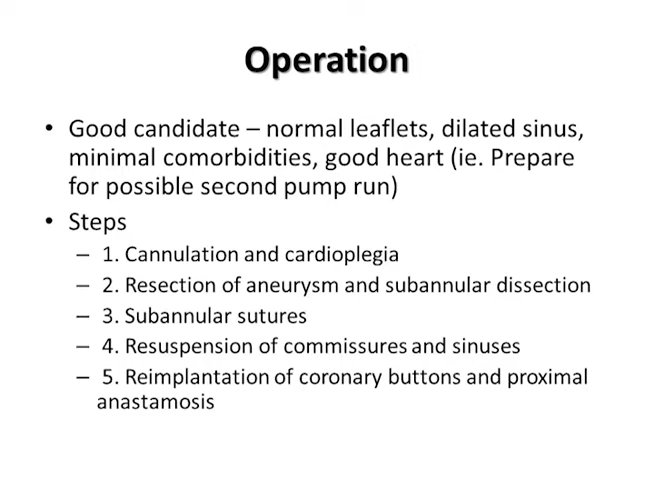 Operation
• Good candidate – normal leaflets, dilated sinus,
minimal comorbidities, good heart (ie. Prepare
for possible second pump run)
• Steps
– 1. Cannulation and cardioplegia
– 2. Resection of aneurysm and subannular dissection
– 3. Subannular sutures
– 4. Resuspension of commissures and sinuses
– 5. Reimplantation of coronary buttons and proximal
anastamosis